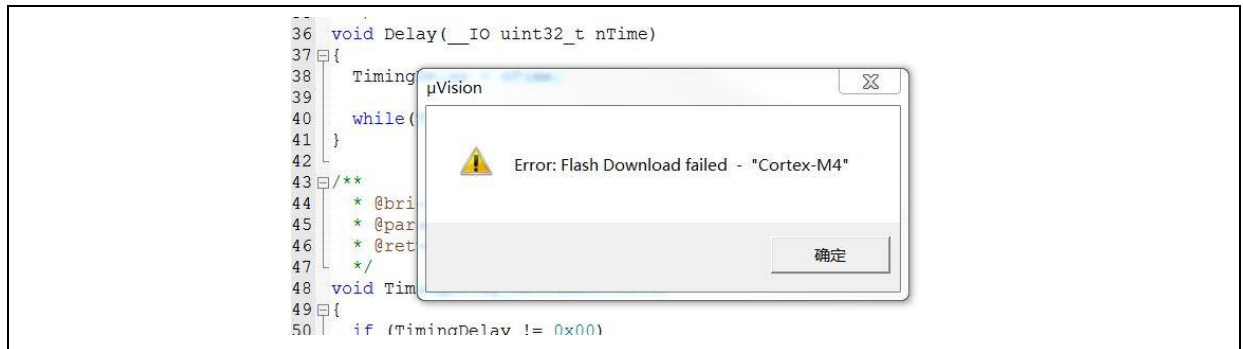 36 void Delay(__IO uint32_t nTime)
37 {
38 Timing
39
40 while(
41 }
42
43 /**
44 * @bri
45 * @par
46 * @ret
47 */
48 void Tim
49 {
50 if (TimingDelay != 0x00)
µVision
Error: Flash Download failed - "Cortex-M4"
确定